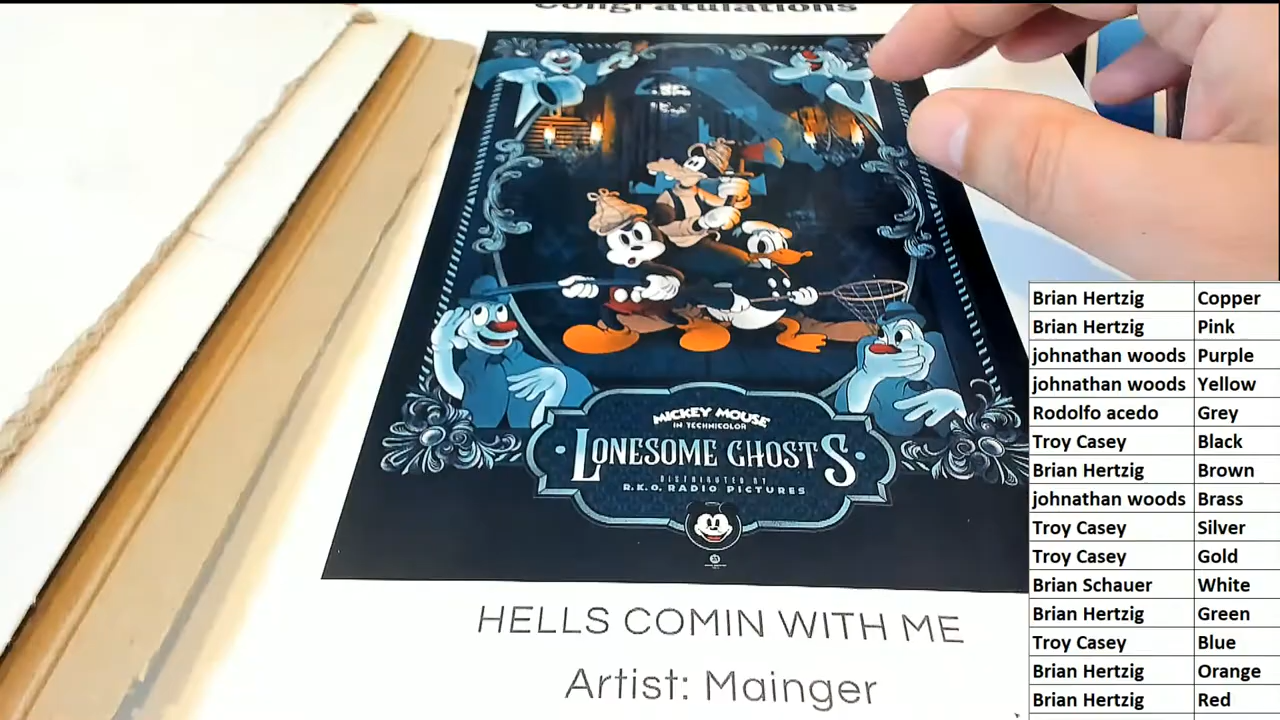 Congratulations
MICKEY MOUSE
IN TECHNICOLOR
LONESOME GHOSTS
DISTRIBUTED BY
R.K.O. RADIO PICTURES
HELLS COMIN WITH ME
Artist: Mainger
Brian Hertzig Copper
Brian Hertzig Pink
johnathan woods Purple
johnathan woods Yellow
Rodolfo acedo Grey
Troy Casey Black
Brian Hertzig Brown
johnathan woods Brass
Troy Casey Silver
Troy Casey Gold
Brian Schauer White
Brian Hertzig Green
Troy Casey Blue
Brian Hertzig Orange
Brian Hertzig Red